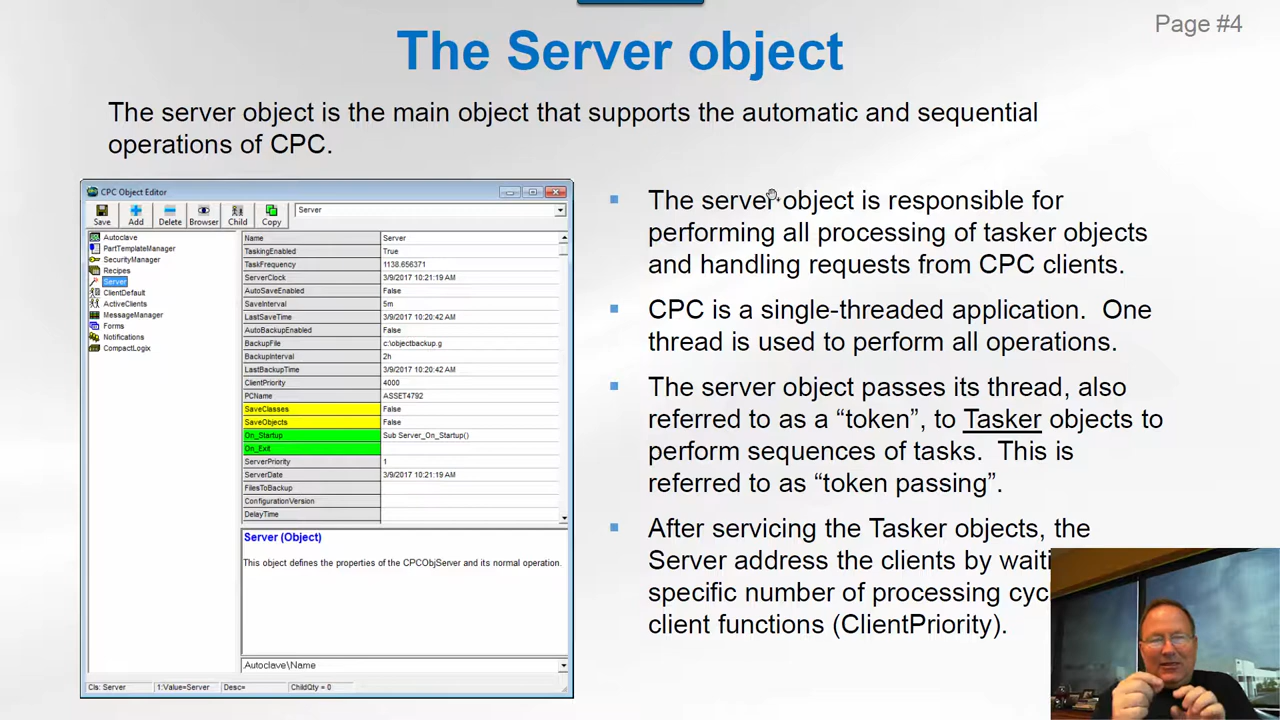 Page #4
The Server object
The server object is the main object that supports the automatic and sequential
operations of CPC.
CPC Object Editor
Save
Add
Delete
Browser
Child
Copy
Server
Autoclave
PartTemplateManager
SecurityManager
Recipes
Server
ClientDefault
ActiveClients
MessageManager
Forms
Notifications
CompactLogix
Name Server
TaskingEnabled True
TaskFrequency 1138.656371
ServerClock 3/9/2017 10:21:19 AM
AutoSaveEnabled False
SaveInterval 5m
LastSaveTime 3/9/2017 10:20:42 AM
AutoBackupEnabled False
BackupFile c:\objectbackup.g
BackupInterval 2h
LastBackupTime 3/9/2017 10:20:42 AM
ClientPriority 4000
PCName ASSET4792
SaveClasses False
SaveObjects False
On_Startup Sub Server_On_Startup()
On_Exit
ServerPriority 1
ServerDate 3/9/2017 10:21:19 AM
FilesToBackup
ConfigurationVersion
DelayTime
Server (Object)
This object defines the properties of the CPCObjServer and its normal operation.
.Autoclave\Name
Cls: Server 1:Value=Server Desc= ChildQty = 0
The server object is responsible for
performing all processing of tasker objects
and handling requests from CPC clients.
CPC is a single-threaded application. One
thread is used to perform all operations.
The server object passes its thread, also
referred to as a “token”, to Tasker objects to
perform sequences of tasks. This is
referred to as “token passing”.
After servicing the Tasker objects, the
Server address the clients by
specific number of processing
client functions (ClientPriority).